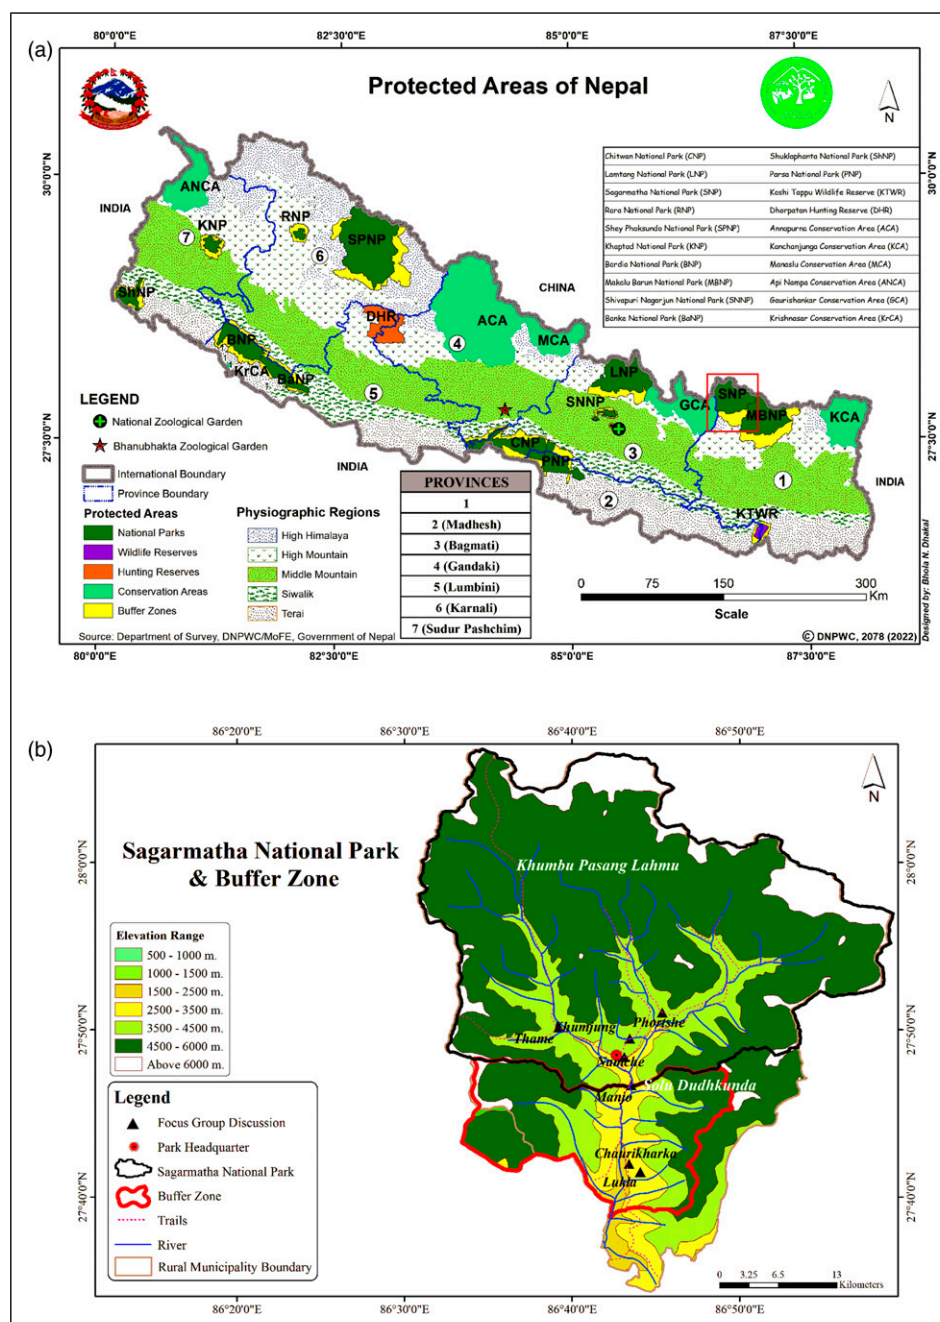 (a)
80°0'0"E 82°30'0"E 85°0'0"E 87°30'0"E
Protected Areas of Nepal
N
Chitwan National Park (CNP) Shuklaphanta National Park (ShNP)
Lamtang National Park (LNP) Parsa National Park (PNP)
Sagarmatha National Park (SNP) Koshi Tappu Wildlife Reserve (KTWR)
Rara National Park (RNP) Dhorpatan Hunting Reserve (DHR)
Shey Phoksundo National Park (SPNP) Annapurna Conservation Area (ACA)
Khaptad National Park (KNP) Kanchanjunga Conservation Area (KCA)
Bardia National Park (BNP) Manaslu Conservation Area (MCA)
Makalu Barun National Park (MBNP) Api Nampa Conservation Area (ANCA)
Shivapuri Nagarjun National Park (SNNP) Gaurishankar Conservation Area (GCA)
Banke National Park (BaNP) Krishnasar Conservation Area (KrCA)
30°0'0"N
30°0'0"N
27°30'0"N
27°30'0"N
INDIA
CHINA
INDIA
INDIA
ANCA
KNP
RNP
SPNP
7
6
ShNP
DHR
ACA
4
MCA
BNP
KrCA
BaNP
5
LNP
SNNP
GCA
SNP
MBNP
KCA
CNP
PNP
3
2
1
KTWR
LEGEND
National Zoological Garden
Bhanubhakta Zoological Garden
International Boundary
Province Boundary
Protected Areas
National Parks
Wildlife Reserves
Hunting Reserves
Conservation Areas
Buffer Zones
Physiographic Regions
High Himalaya
High Mountain
Middle Mountain
Siwalik
Terai
PROVINCES
1
2 (Madhesh)
3 (Bagmati)
4 (Gandaki)
5 (Lumbini)
6 (Karnali)
7 (Sudur Pashchim)
0 75 150 300
Km
Scale
Designed by: Bhola N. Dhakal
Source: Department of Survey, DNPWC/MoFE, Government of Nepal
© DNPWC, 2078 (2022)
80°0'0"E 82°30'0"E 85°0'0"E 87°30'0"E
(b)
86°20'0"E 86°30'0"E 86°40'0"E 86°50'0"E
N
Sagarmatha National Park
& Buffer Zone
28°0'0"N
28°0'0"N
27°50'0"N
27°50'0"N
27°40'0"N
27°40'0"N
Khumbu Pasang Lahmu
Phortshe
Khumjung
Thame
Namche
Solu Dudhkunda
Manjo
Chaurikharka
Lukla
Elevation Range
500 - 1000 m.
1000 - 1500 m.
1500 - 2500 m.
2500 - 3500 m.
3500 - 4500 m.
4500 - 6000 m.
Above 6000 m.
Legend
Focus Group Discussion
Park Headquarter
Sagarmatha National Park
Buffer Zone
Trails
River
Rural Municipality Boundary
0 3.25 6.5 13
Kilometers
86°20'0"E 86°30'0"E 86°40'0"E 86°50'0"E